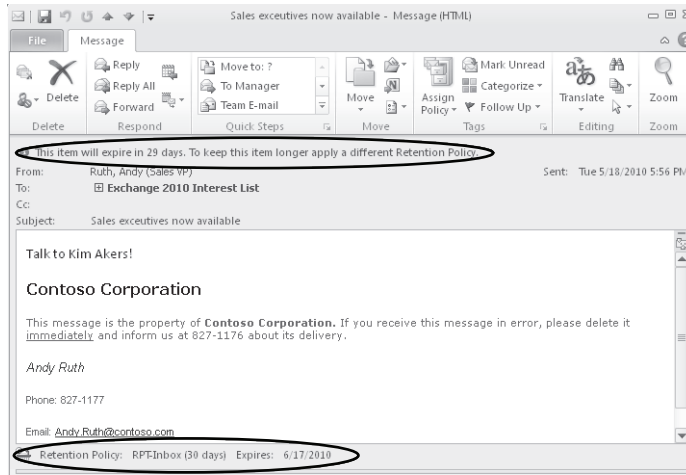 Sales exceutives now available - Message (HTML)
File Message
Delete
Reply
Reply All
Forward
Move to: ?
To Manager
Team E-mail
Move
Assign Policy
Mark Unread
Categorize
Follow Up
Translate
Zoom
Delete Respond Quick Steps Move Tags Editing Zoom
This item will expire in 29 days. To keep this item longer apply a different Retention Policy.
From: Ruth, Andy (Sales VP) Sent: Tue 5/18/2010 5:56 PM
To: Exchange 2010 Interest List
Cc:
Subject: Sales exceutives now available
Talk to Kim Akers!
Contoso Corporation
This message is the property of Contoso Corporation. If you receive this message in error, please delete it
immediately and inform us at 827-1176 about its delivery.
Andy Ruth
Phone: 827-1177
Email: Andy.Ruth@contoso.com
Retention Policy: RPT-Inbox (30 days) Expires: 6/17/2010